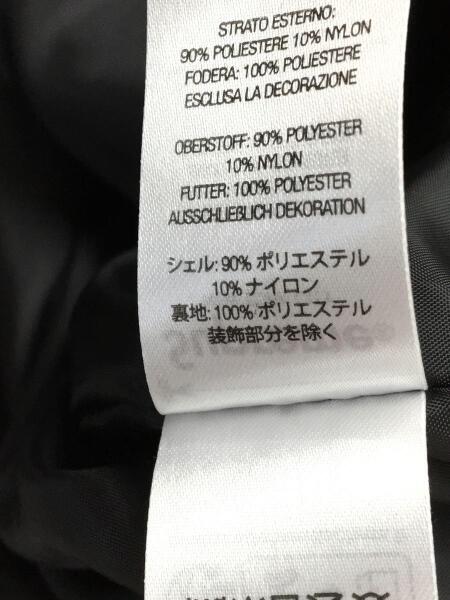 STRATO ESTERNO:
90% POLIESTERE 10% NYLON
FODERA: 100% POLIESTERE
ESCLUSA LA DECORAZIONE
OBERSTOFF: 90% POLYESTER
10% NYLON
FUTTER: 100% POLYESTER
AUSSCHLIEBLICH DEKORATION
シェル: 90% ポリエステル
10% ナイロン
裏地: 100% ポリエステル
装飾部分を除く